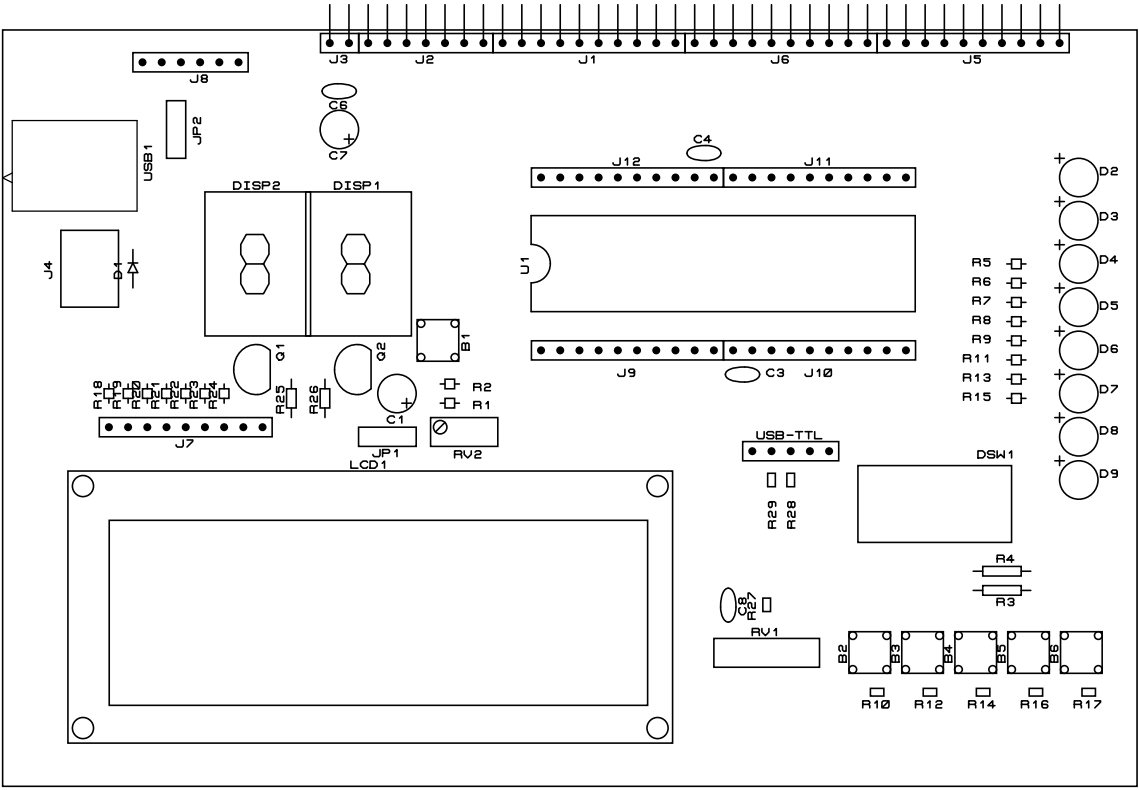 J3
J2
J1
J6
J5
J8
C6
JP2
C7
USB1
C4
J12
J11
D2
DISP2
DISP1
D3
J4
D1
U1
D4
R5
R6
R7
D5
R8
B1
R9
D6
Q1
Q2
R11
J9
C3
J10
R13
D7
R15
R18
R19
R20
R21
R22
R23
R24
R25
R26
R2
R1
C1
J7
JP1
RV2
USB-TTL
D8
LCD1
DSW1
D9
R29
R28
R4
R3
C8
R27
RV1
B2
B3
B4
B5
B6
R10
R12
R14
R16
R17